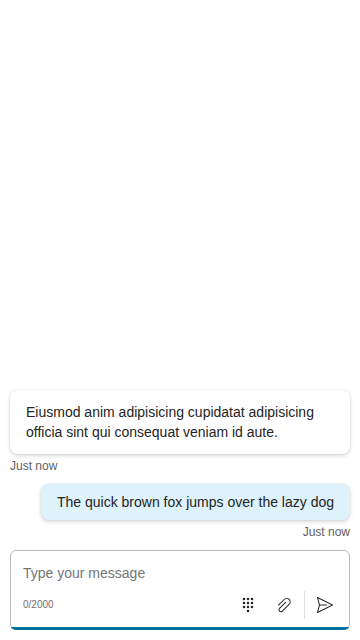 Eiusmod anim adipisicing cupidatat adipisicing
officia sint qui consequat veniam id aute.
Just now
The quick brown fox jumps over the lazy dog
Just now
Type your message
0/2000